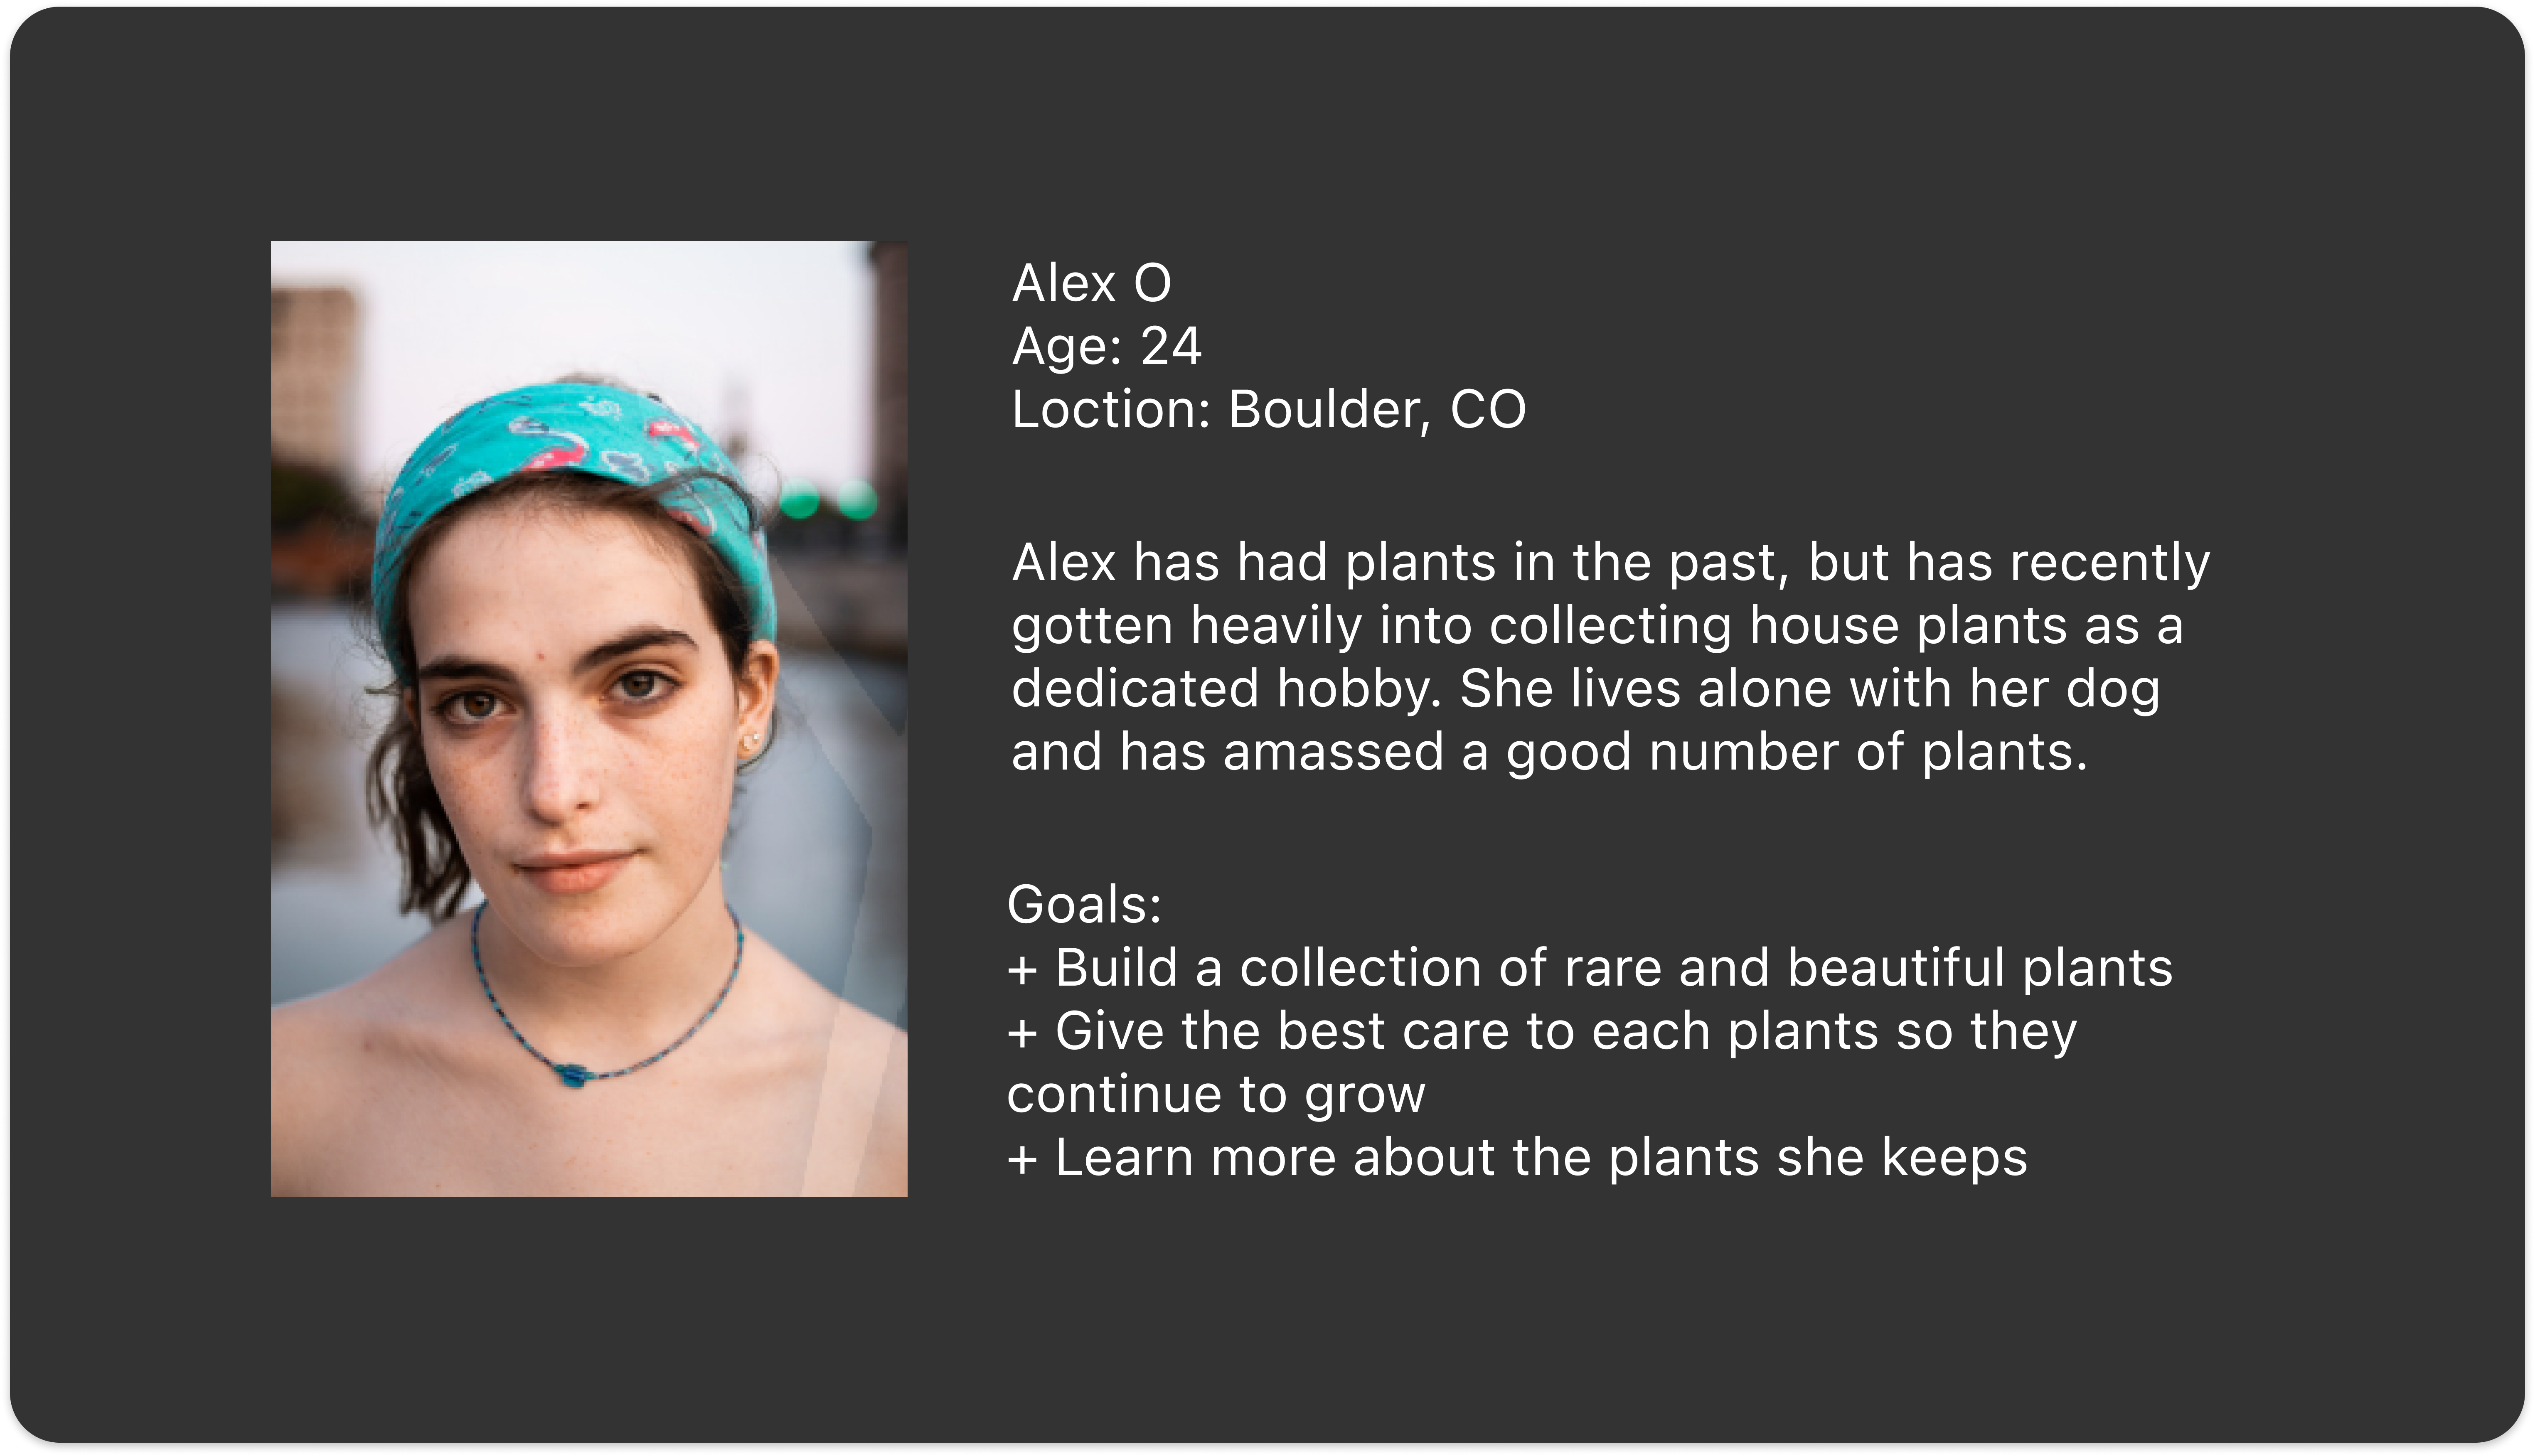 Alex O
Age: 24
Loction: Boulder, CO
Alex has had plants in the past, but has recently
gotten heavily into collecting house plants as a
dedicated hobby. She lives alone with her dog
and has amassed a good number of plants.
Goals:
+ Build a collection of rare and beautiful plants
+ Give the best care to each plants so they
continue to grow
+ Learn more about the plants she keeps